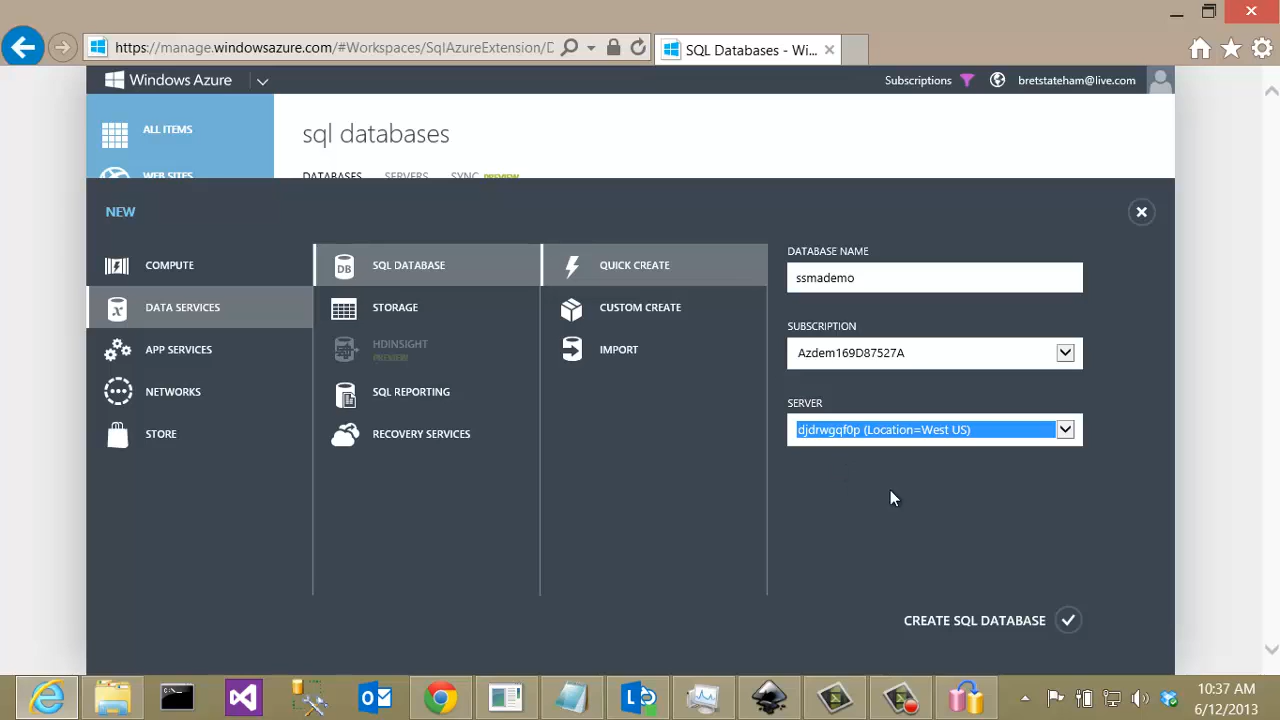 https://manage.windowsazure.com/#Workspaces/SqlAzureExtension/D
SQL Databases - Wi...
Windows Azure
Subscriptions
bretstateham@live.com
ALL ITEMS
WEB SITES
sql databases
DATABASES
SERVERS
SYNC PREVIEW
NEW
COMPUTE
DATA SERVICES
APP SERVICES
NETWORKS
STORE
DB
SQL DATABASE
STORAGE
HDINSIGHT
PREVIEW
SQL REPORTING
RECOVERY SERVICES
QUICK CREATE
CUSTOM CREATE
IMPORT
DATABASE NAME
ssmademo
SUBSCRIPTION
Azdem169D87527A
SERVER
djdrwgqf0p (Location=West US)
CREATE SQL DATABASE
10:37 AM
6/12/2013